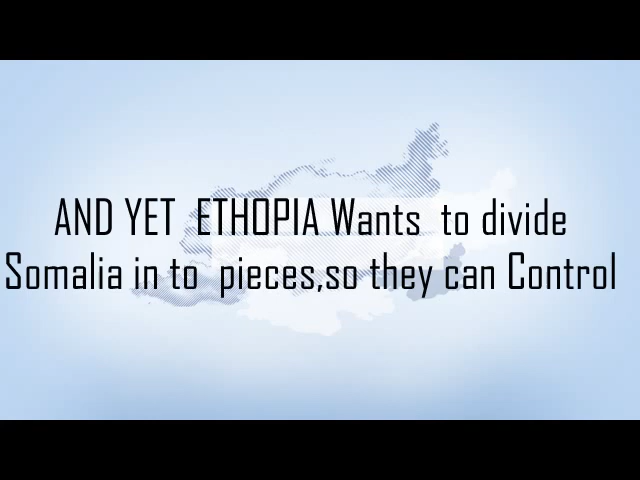 AND YET ETHOPIA Wants to divide
Somalia in to pieces,so they can Control